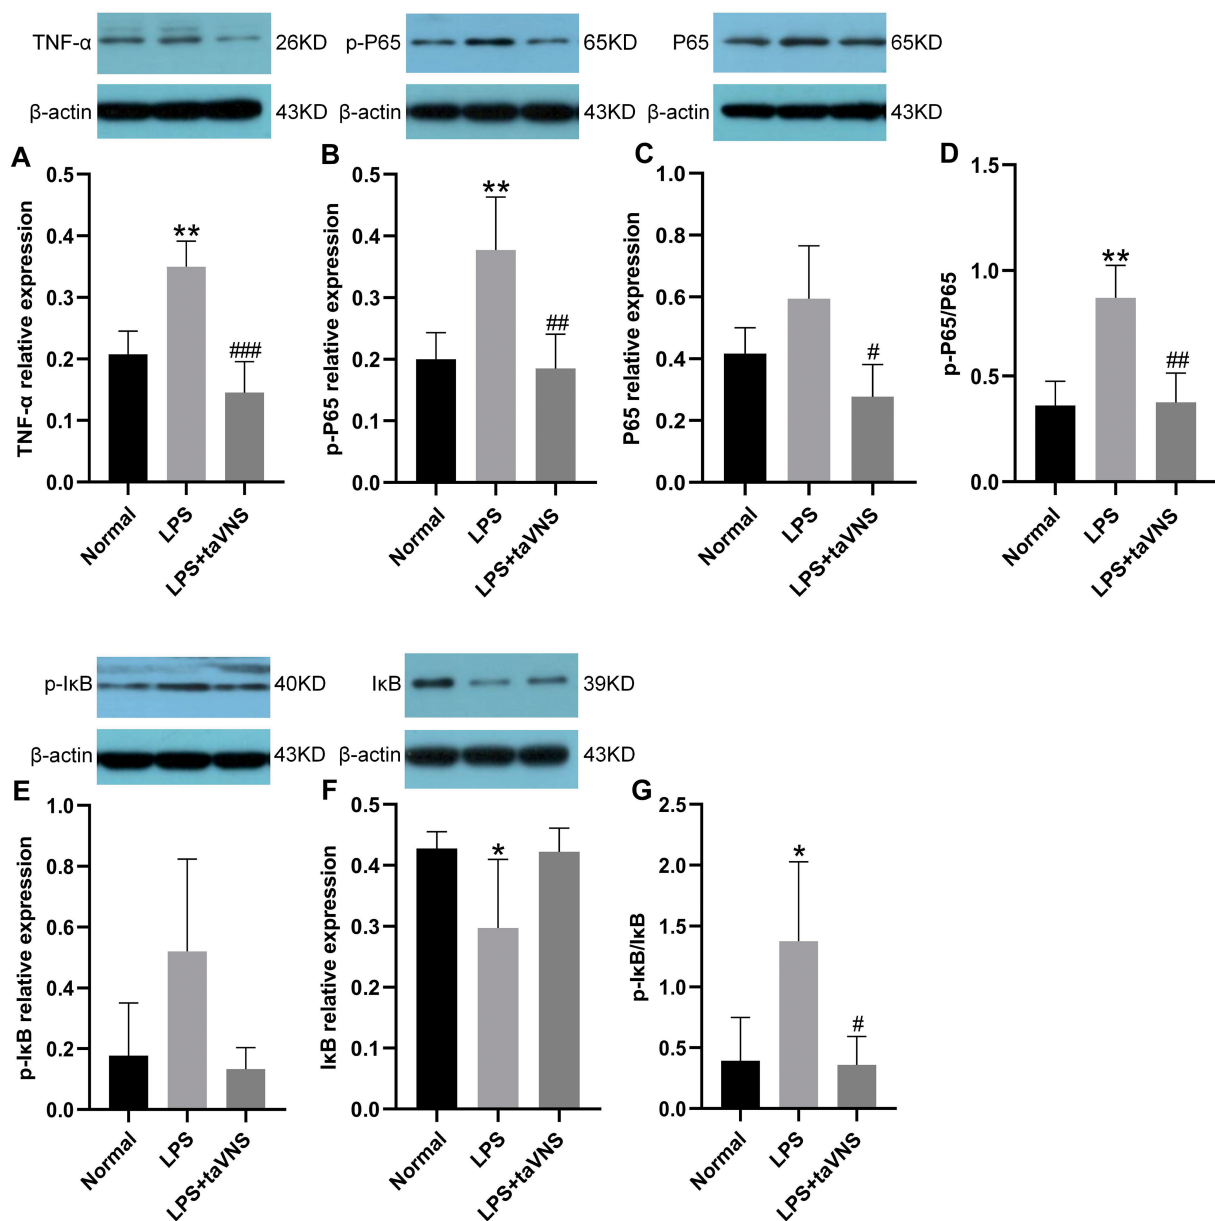 TNF-α 26KD p-P65 65KD P65 65KD
β-actin 43KD β-actin 43KD β-actin 43KD
A
TNF-α relative expression
0.5
0.4
0.3
0.2
0.1
0.0
**
###
Normal
LPS
LPS+taVNS
B
p-P65 relative expression
0.5
0.4
0.3
0.2
0.1
0.0
**
##
Normal
LPS
LPS+taVNS
C
P65 relative expression
1.0
0.8
0.6
0.4
0.2
0.0
#
Normal
LPS
LPS+taVNS
D
p-P65/P65
1.5
1.0
0.5
0.0
**
##
Normal
LPS
LPS+taVNS
p-IκB 40KD IκB 39KD
β-actin 43KD β-actin 43KD
E
p-IκB relative expression
1.0
0.8
0.6
0.4
0.2
0.0
Normal
LPS
LPS+taVNS
F
IκB relative expression
0.5
0.4
0.3
0.2
0.1
0.0
*
Normal
LPS
LPS+taVNS
G
p-IκB/IκB
2.5
2.0
1.5
1.0
0.5
0.0
*
#
Normal
LPS
LPS+taVNS